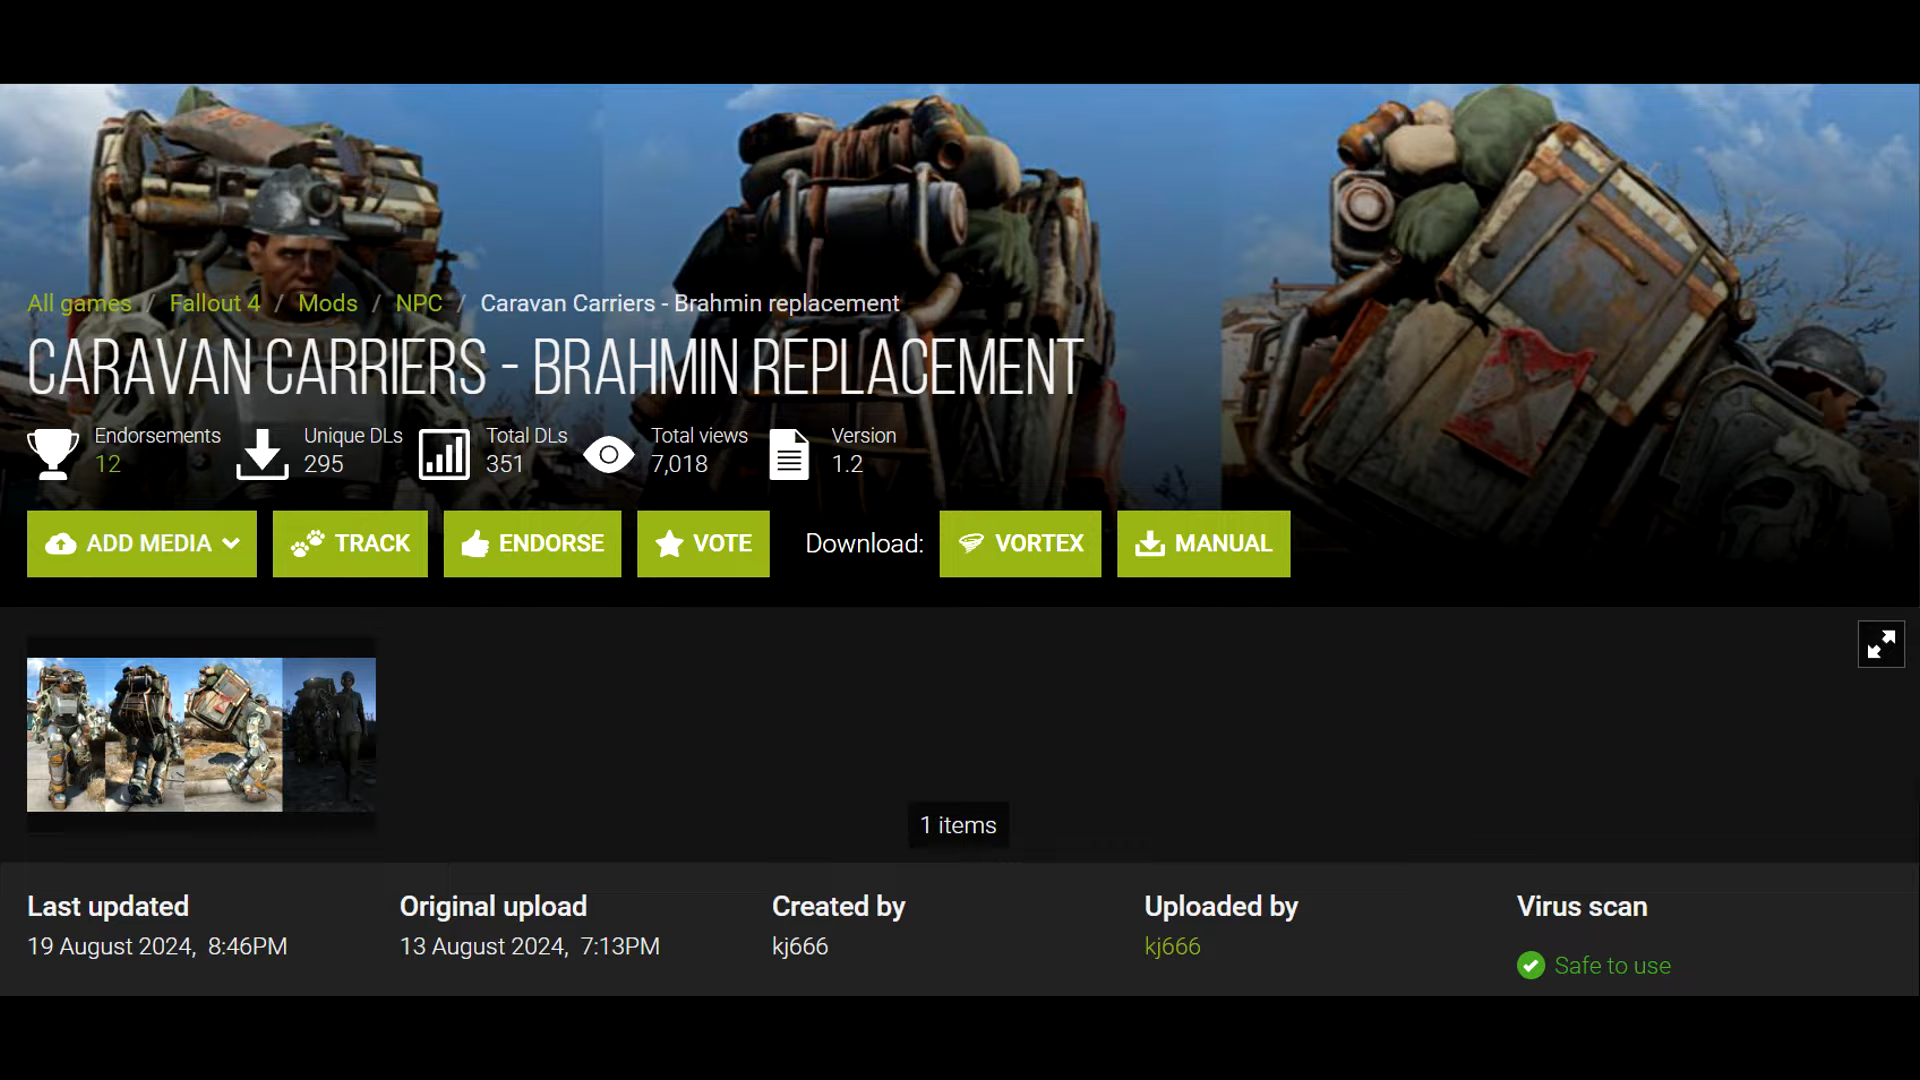 All games / Fallout 4 / Mods / NPC / Caravan Carriers - Brahmin replacement
CARAVAN CARRIERS - BRAHMIN REPLACEMENT
Endorsements
12
Unique DLs
295
Total DLs
351
Total views
7,018
Version
1.2
ADD MEDIA
TRACK
ENDORSE
VOTE
Download:
VORTEX
MANUAL
1 items
Last updated
19 August 2024, 8:46PM
Original upload
13 August 2024, 7:13PM
Created by
kj666
Uploaded by
kj666
Virus scan
Safe to use